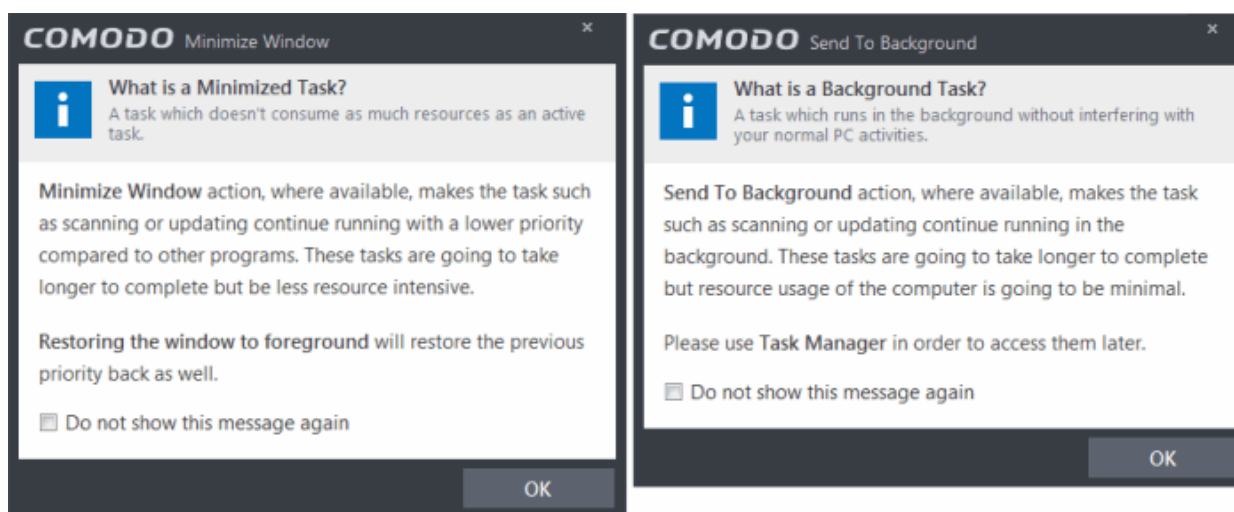 COMODO Minimize Window
What is a Minimized Task?
A task which doesn't consume as much resources as an active
task.
Minimize Window action, where available, makes the task such
as scanning or updating continue running with a lower priority
compared to other programs. These tasks are going to take
longer to complete but be less resource intensive.
Restoring the window to foreground will restore the previous
priority back as well.
Do not show this message again
OK
COMODO Send To Background
What is a Background Task?
A task which runs in the background without interfering with
your normal PC activities.
Send To Background action, where available, makes the task
such as scanning or updating continue running in the
background. These tasks are going to take longer to complete
but resource usage of the computer is going to be minimal.
Please use Task Manager in order to access them later.
Do not show this message again
OK